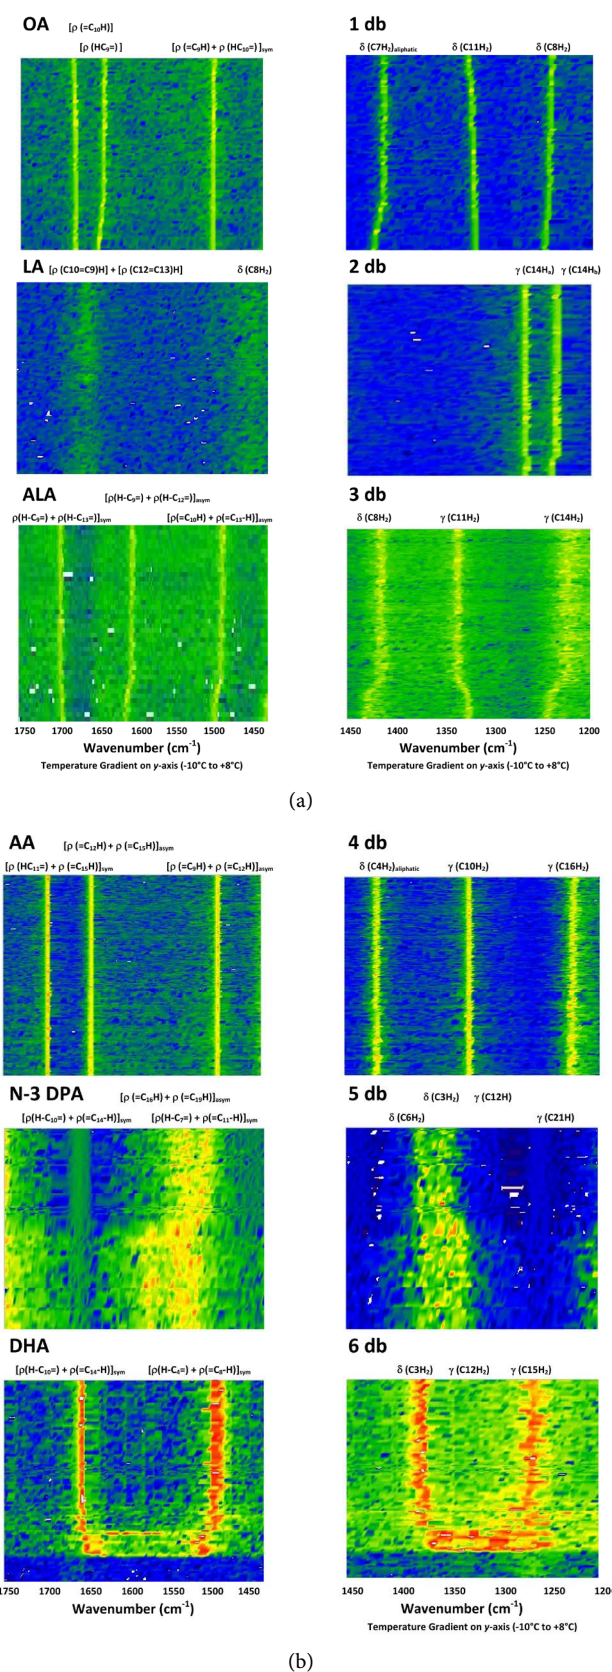 OA 1 db
[ρ (=C₁₀H)]
[ρ (HC₉=) ] [ρ (=C₉H) + ρ (HC₁₀=) ]sym δ (C7H₂)aliphatic δ (C11H₂) δ (C8H₂)
LA [ρ (C10=C9)H] + [ρ (C12=C13)H] δ (C8H₂) 2 db γ (C14Hₐ) γ (C14H_b)
ALA [ρ(H-C₉=) + ρ(H-C₁₂=)]asym 3 db
ρ(H-C₉=) + ρ(H-C₁₃=)]sym [ρ(=C₁₀H) + ρ(=C₁₃-H)]asym δ (C8H₂) γ (C11H₂) γ (C14H₂)
1750 1700 1650 1600 1550 1500 1450 1450 1400 1350 1300 1250 1200
Wavenumber (cm⁻¹) Wavenumber (cm⁻¹)
Temperature Gradient on y-axis (-10°C to +8°C) Temperature Gradient on y-axis (-10°C to +8°C)
(a)
AA [ρ (=C₁₂H) + ρ (=C₁₅H)]asym 4 db
[ρ (HC₁₁=) + ρ (=C₁₅H)]sym [ρ (=C₉H) + ρ (=C₁₂H)]asym δ (C4H₂)aliphatic γ (C10H₂) γ (C16H₂)
N-3 DPA [ρ (=C₁₆H) + ρ (=C₁₉H)]asym 5 db δ (C3H₂) γ (C12H)
[ρ(H-C₁₀=) + ρ(=C₁₄-H)]sym [ρ(H-C₇=) + ρ(=C₁₁-H)]sym δ (C6H₂) γ (C21H)
DHA 6 db
[ρ(H-C₁₀=) + ρ(=C₁₄-H)]sym [ρ(H-C₄=) + ρ(=C₈-H)]sym δ (C3H₂) γ (C12H₂) γ (C15H₂)
1750 1700 1650 1600 1550 1500 1450 1450 1400 1350 1300 1250 120
Wavenumber (cm⁻¹) Wavenumber (cm⁻¹)
Temperature Gradient on y-axis (-10°C to +8°C)
(b)